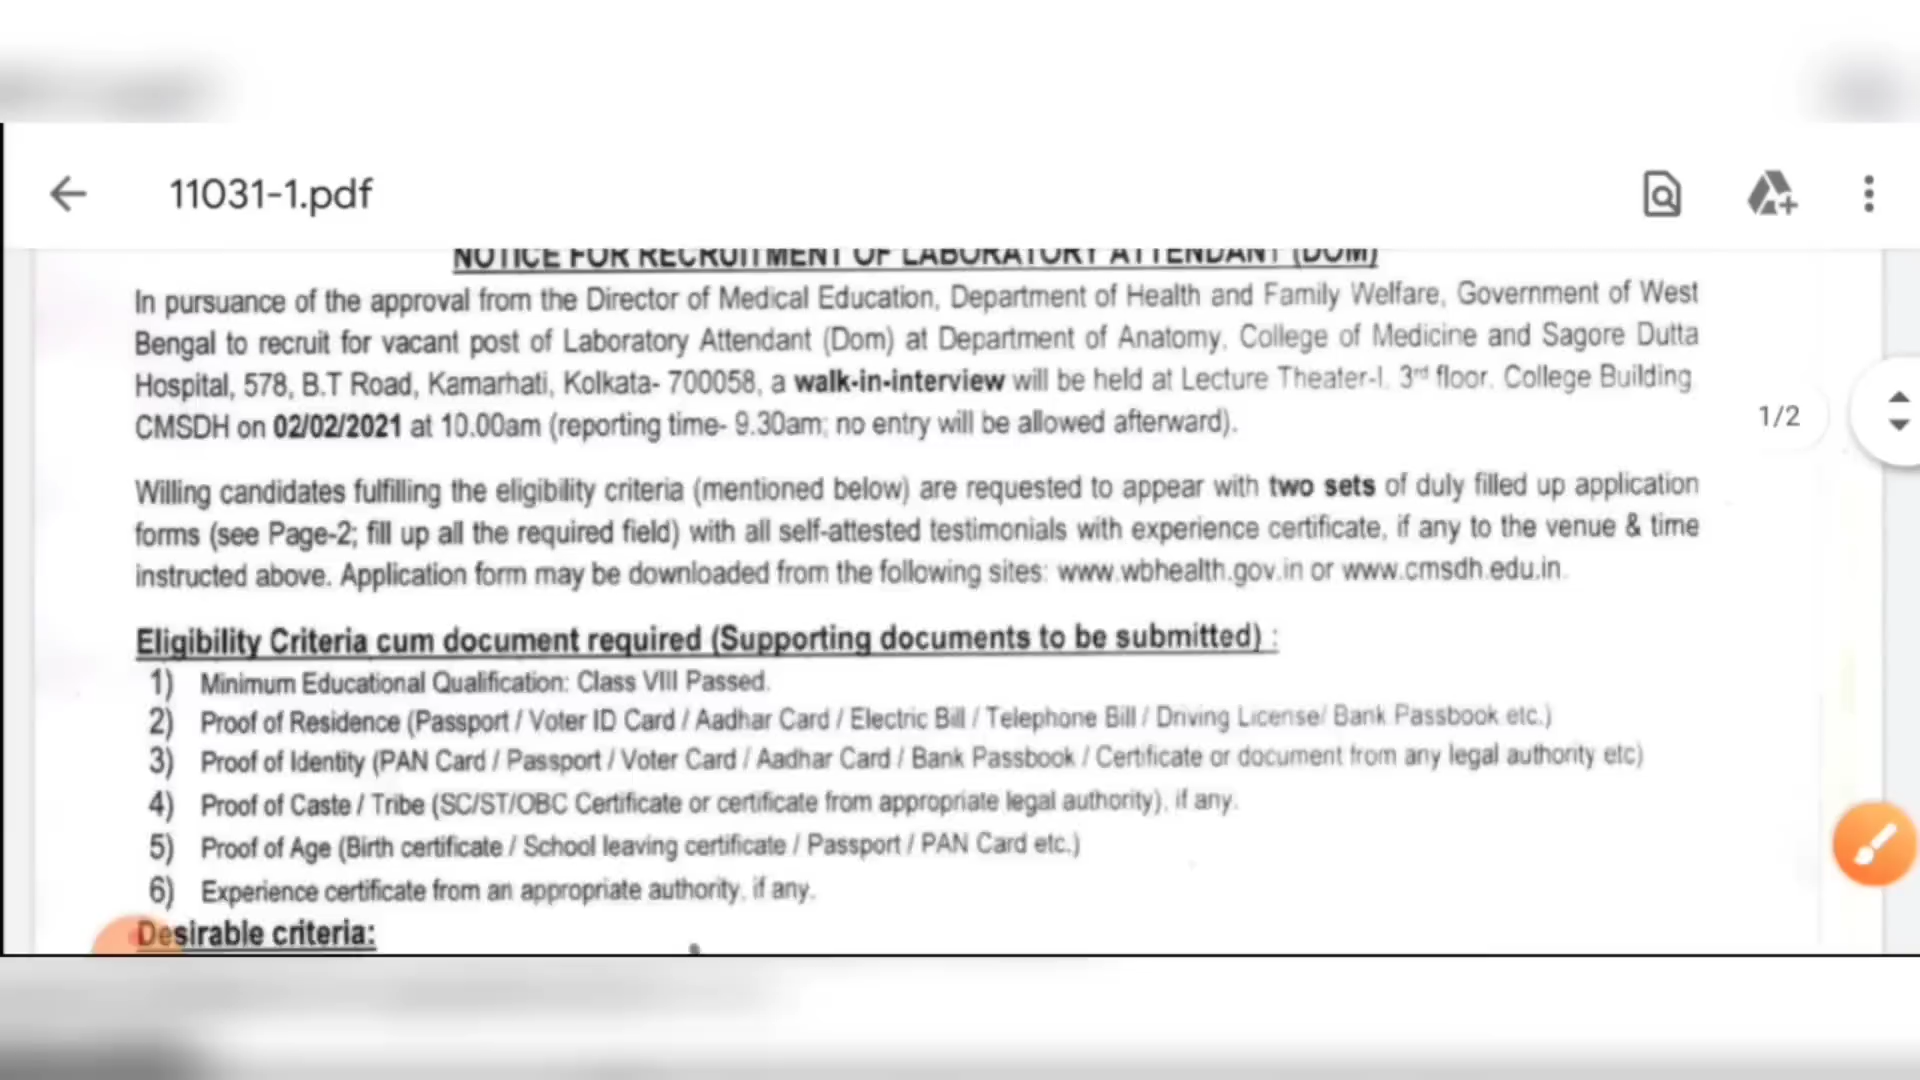 11031-1.pdf
NOTICE FOR RECRUITMENT OF LABORATORY ATTENDANT (DOM)
In pursuance of the approval from the Director of Medical Education, Department of Health and Family Welfare, Government of West
Bengal to recruit for vacant post of Laboratory Attendant (Dom) at Department of Anatomy, College of Medicine and Sagore Dutta
Hospital, 578, B.T Road, Kamarhati, Kolkata- 700058, a walk-in-interview will be held at Lecture Theater-I, 3rd floor, College Building
CMSDH on 02/02/2021 at 10.00am (reporting time- 9.30am; no entry will be allowed afterward).
1/2
Willing candidates fulfilling the eligibility criteria (mentioned below) are requested to appear with two sets of duly filled up application
forms (see Page-2; fill up all the required field) with all self-attested testimonials with experience certificate, if any to the venue & time
instructed above. Application form may be downloaded from the following sites: www.wbhealth.gov.in or www.cmsdh.edu.in.
Eligibility Criteria cum document required (Supporting documents to be submitted) :
1) Minimum Educational Qualification: Class VIII Passed.
2) Proof of Residence (Passport / Voter ID Card / Aadhar Card / Electric Bill / Telephone Bill / Driving License/ Bank Passbook etc.)
3) Proof of Identity (PAN Card / Passport / Voter Card / Aadhar Card / Bank Passbook / Certificate or document from any legal authority etc)
4) Proof of Caste / Tribe (SC/ST/OBC Certificate or certificate from appropriate legal authority), if any.
5) Proof of Age (Birth certificate / School leaving certificate / Passport / PAN Card etc.)
6) Experience certificate from an appropriate authority, if any.
Desirable criteria: